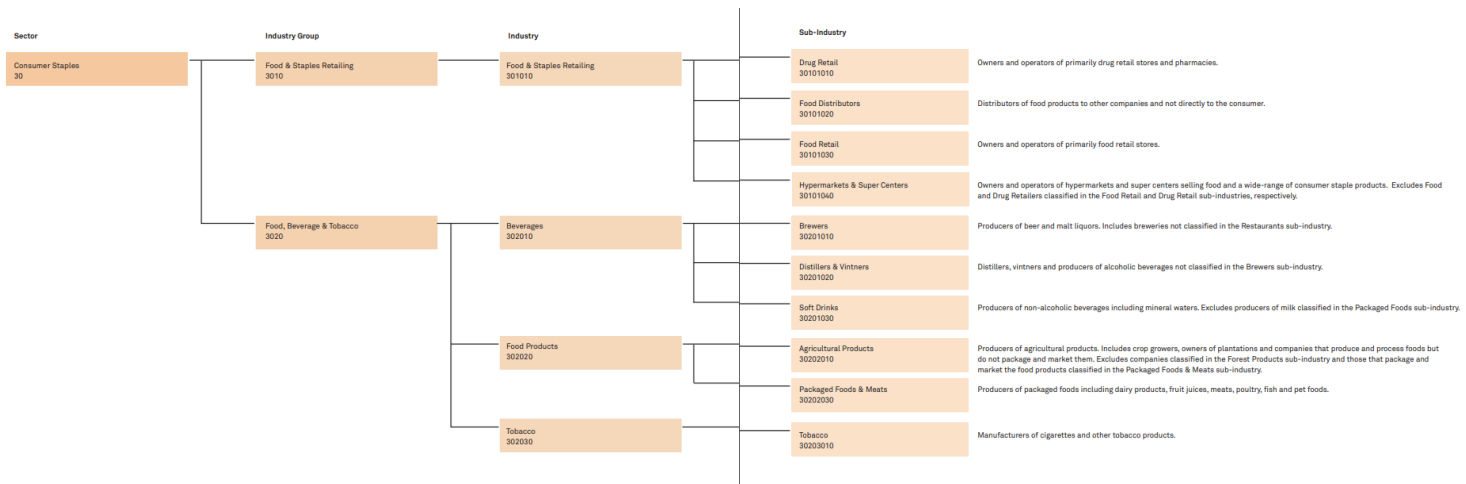 Sector
Industry Group
Industry
Sub-Industry
Consumer Staples
30
Food & Staples Retailing
3010
Food & Staples Retailing
301010
Drug Retail
30101010
Owners and operators of primarily drug retail stores and pharmacies.
Food Distributors
30101020
Distributors of food products to other companies and not directly to the consumer.
Food Retail
30101030
Owners and operators of primarily food retail stores.
Hypermarkets & Super Centers
30101040
Owners and operators of hypermarkets and super centers selling food and a wide-range of consumer staple products. Excludes Food
and Drug Retailers classified in the Food Retail and Drug Retail sub-industries, respectively.
Food, Beverage & Tobacco
3020
Beverages
302010
Brewers
30201010
Producers of beer and malt liquors. Includes breweries not classified in the Restaurants sub-industry.
Distillers & Vintners
30201020
Distillers, vintners and producers of alcoholic beverages not classified in the Brewers sub-industry.
Soft Drinks
30201030
Producers of non-alcoholic beverages including mineral waters. Excludes producers of milk classified in the Packaged Foods sub-industry.
Food Products
302020
Agricultural Products
30202010
Producers of agricultural products. Includes crop growers, owners of plantations and companies that produce and process foods but
do not package and market them. Excludes companies classified in the Forest Products sub-industry and those that package and
market the food products classified in the Packaged Foods & Meats sub-industry.
Packaged Foods & Meats
30202030
Producers of packaged foods including dairy products, fruit juices, meats, poultry, fish and pet foods.
Tobacco
302030
Tobacco
30203010
Manufacturers of cigarettes and other tobacco products.